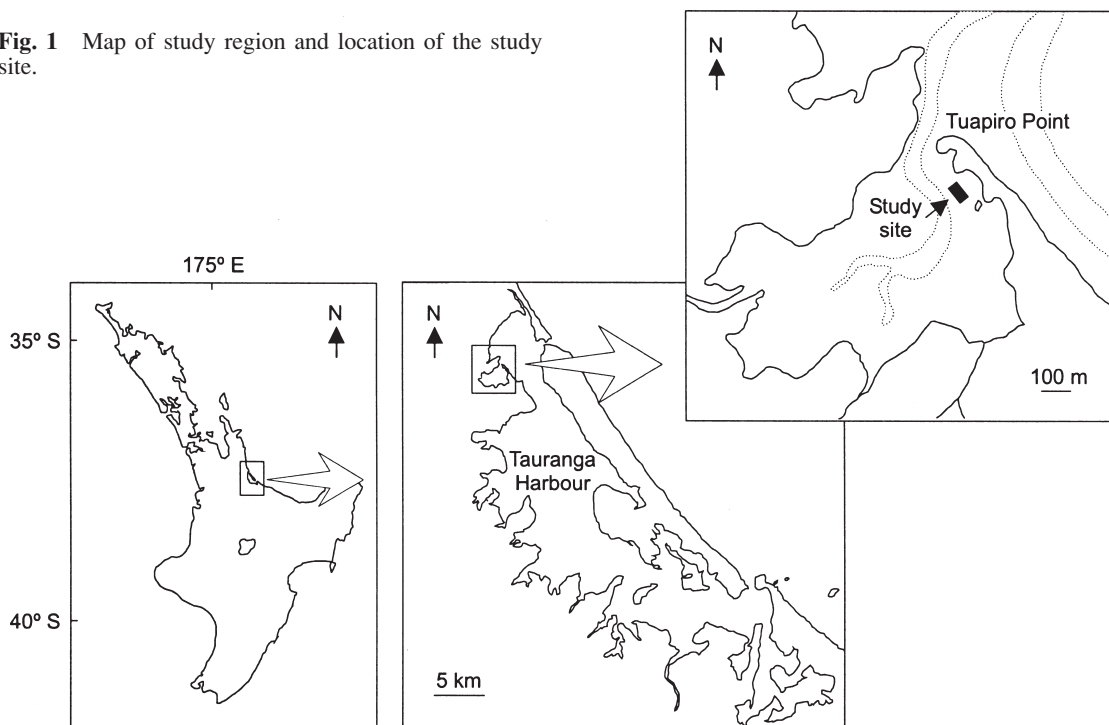 Fig. 1 Map of study region and location of the study
site.
N
Tuapiro Point
Study
site
100 m
175° E
35° S
40° S
N
N
Tauranga
Harbour
5 km